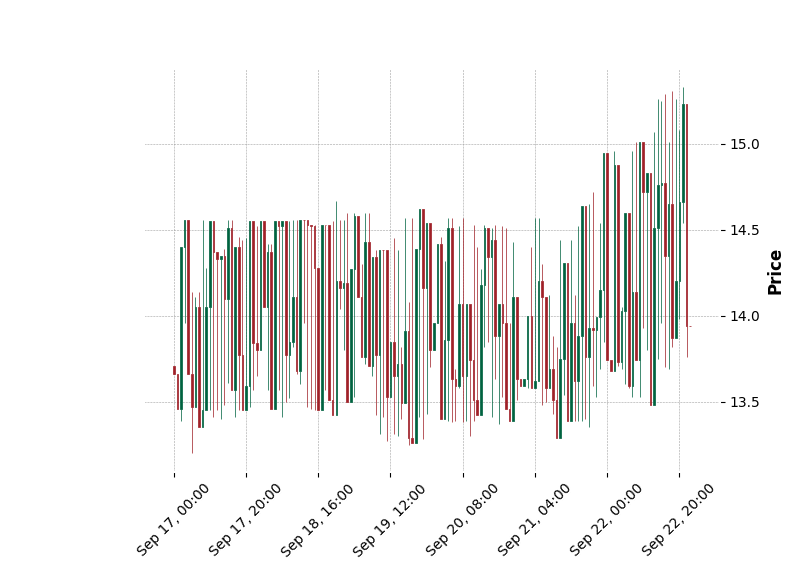 15.0
14.5
14.0
13.5
Price
Sep 17, 00:00
Sep 17, 20:00
Sep 18, 16:00
Sep 19, 12:00
Sep 20, 08:00
Sep 21, 04:00
Sep 22, 00:00
Sep 22, 20:00